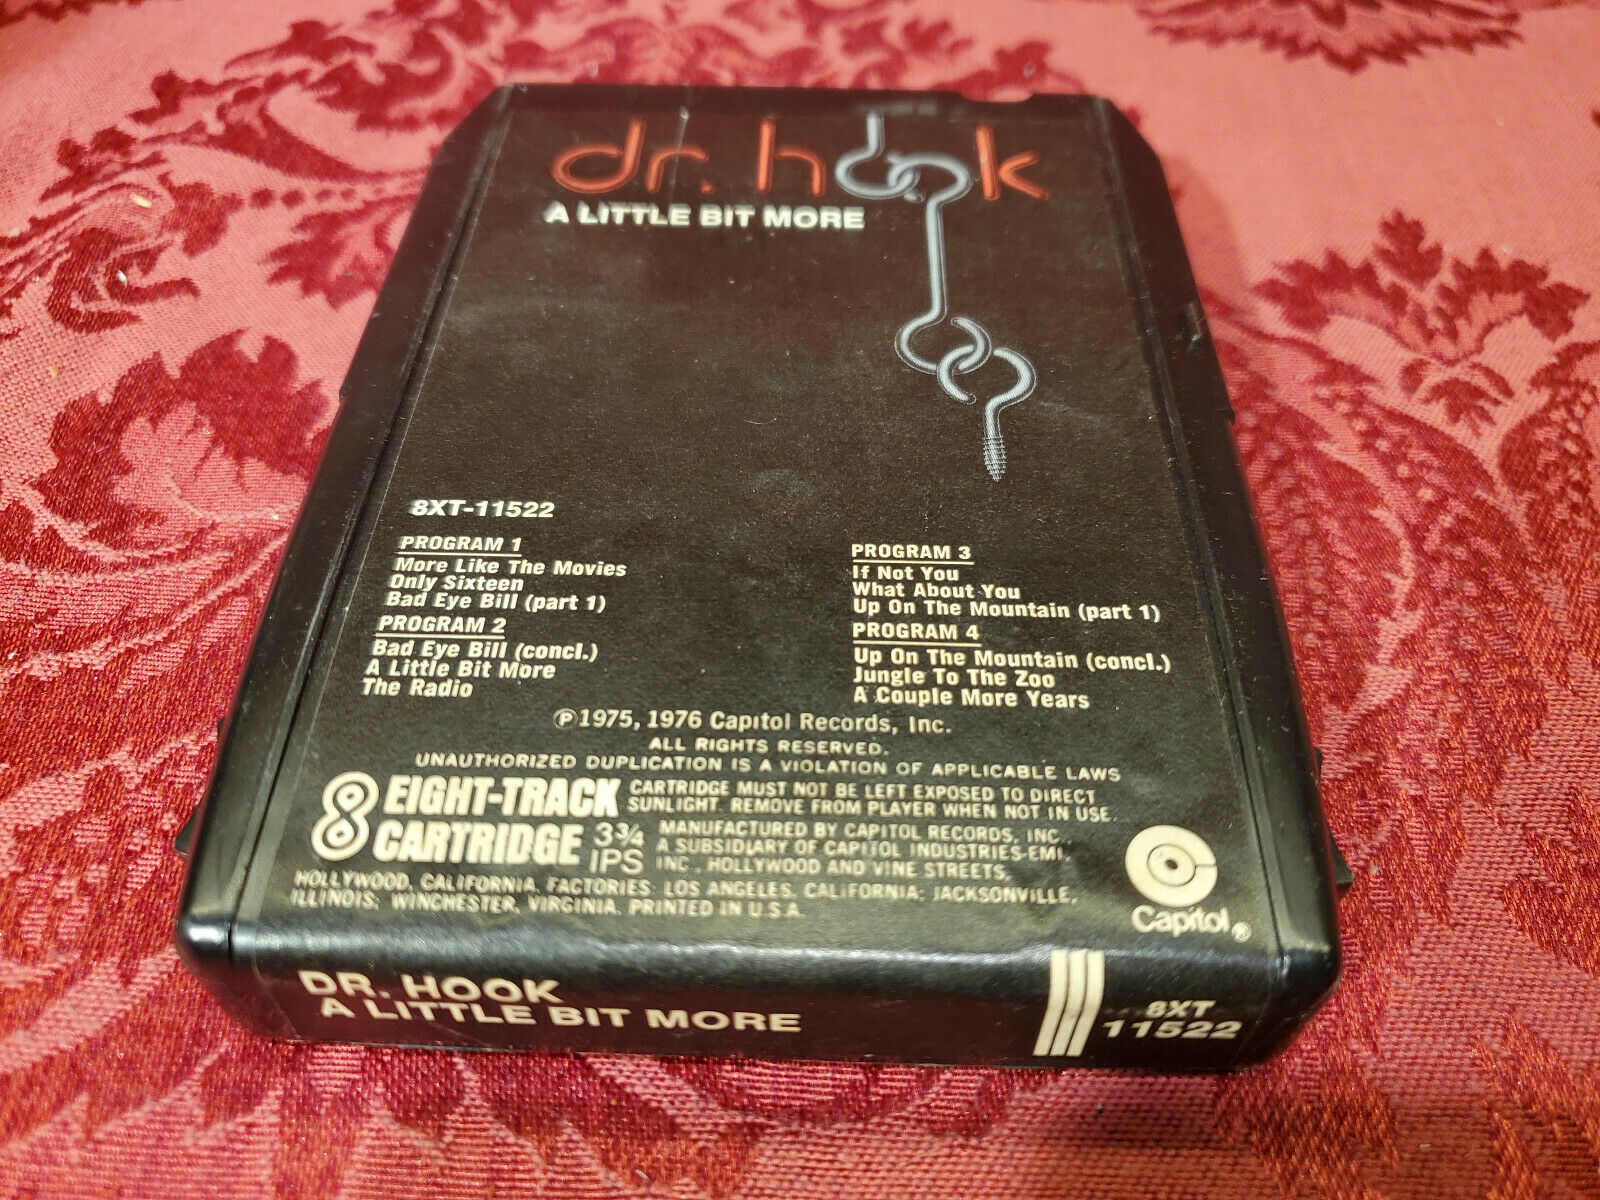 dr. hook
A LITTLE BIT MORE
8XT-11522
PROGRAM 1
More Like The Movies
Only Sixteen
Bad Eye Bill (part 1)
PROGRAM 2
Bad Eye Bill (concl.)
A Little Bit More
The Radio
PROGRAM 3
If Not You
What About You
Up On The Mountain (part 1)
PROGRAM 4
Up On The Mountain (concl.)
Jungle To The Zoo
A Couple More Years
℗1975, 1976 Capitol Records, Inc.
ALL RIGHTS RESERVED.
UNAUTHORIZED DUPLICATION IS A VIOLATION OF APPLICABLE LAWS
8 EIGHT-TRACK
CARTRIDGE 3¾
IPS
CARTRIDGE MUST NOT BE LEFT EXPOSED TO DIRECT
SUNLIGHT. REMOVE FROM PLAYER WHEN NOT IN USE.
MANUFACTURED BY CAPITOL RECORDS, INC.
A SUBSIDIARY OF CAPITOL INDUSTRIES-EMI,
INC., HOLLYWOOD AND VINE STREETS,
HOLLYWOOD, CALIFORNIA. FACTORIES: LOS ANGELES, CALIFORNIA; JACKSONVILLE,
ILLINOIS; WINCHESTER, VIRGINIA. PRINTED IN U.S.A.
Capitol®
DR. HOOK
A LITTLE BIT MORE
8XT
11522